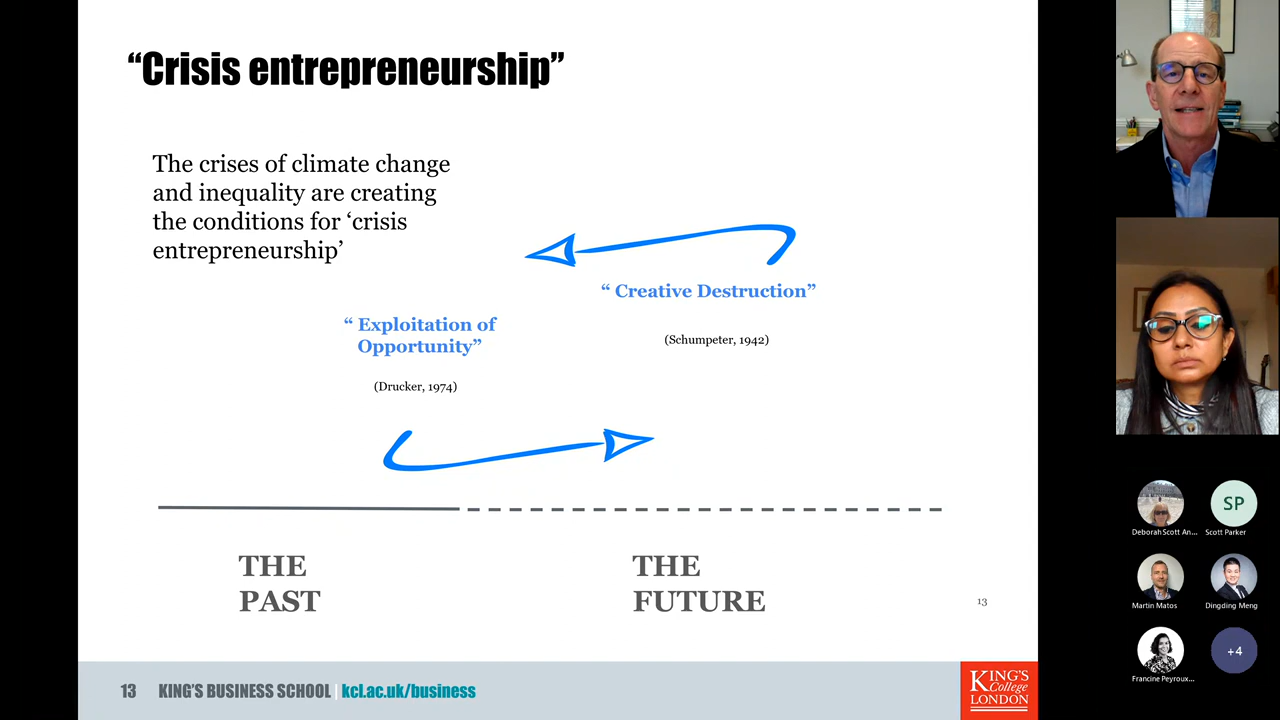 “Crisis entrepreneurship”
The crises of climate change
and inequality are creating
the conditions for ‘crisis
entrepreneurship’
“ Creative Destruction”
(Schumpeter, 1942)
“ Exploitation of
Opportunity”
(Drucker, 1974)
THE
PAST
THE
FUTURE
13
13 KING'S BUSINESS SCHOOL | kcl.ac.uk/business
KING'S
College
LONDON
SP
Deborah Scott An...
Scott Parker
Martin Matos
Dingding Meng
+4
Francine Peyroux...